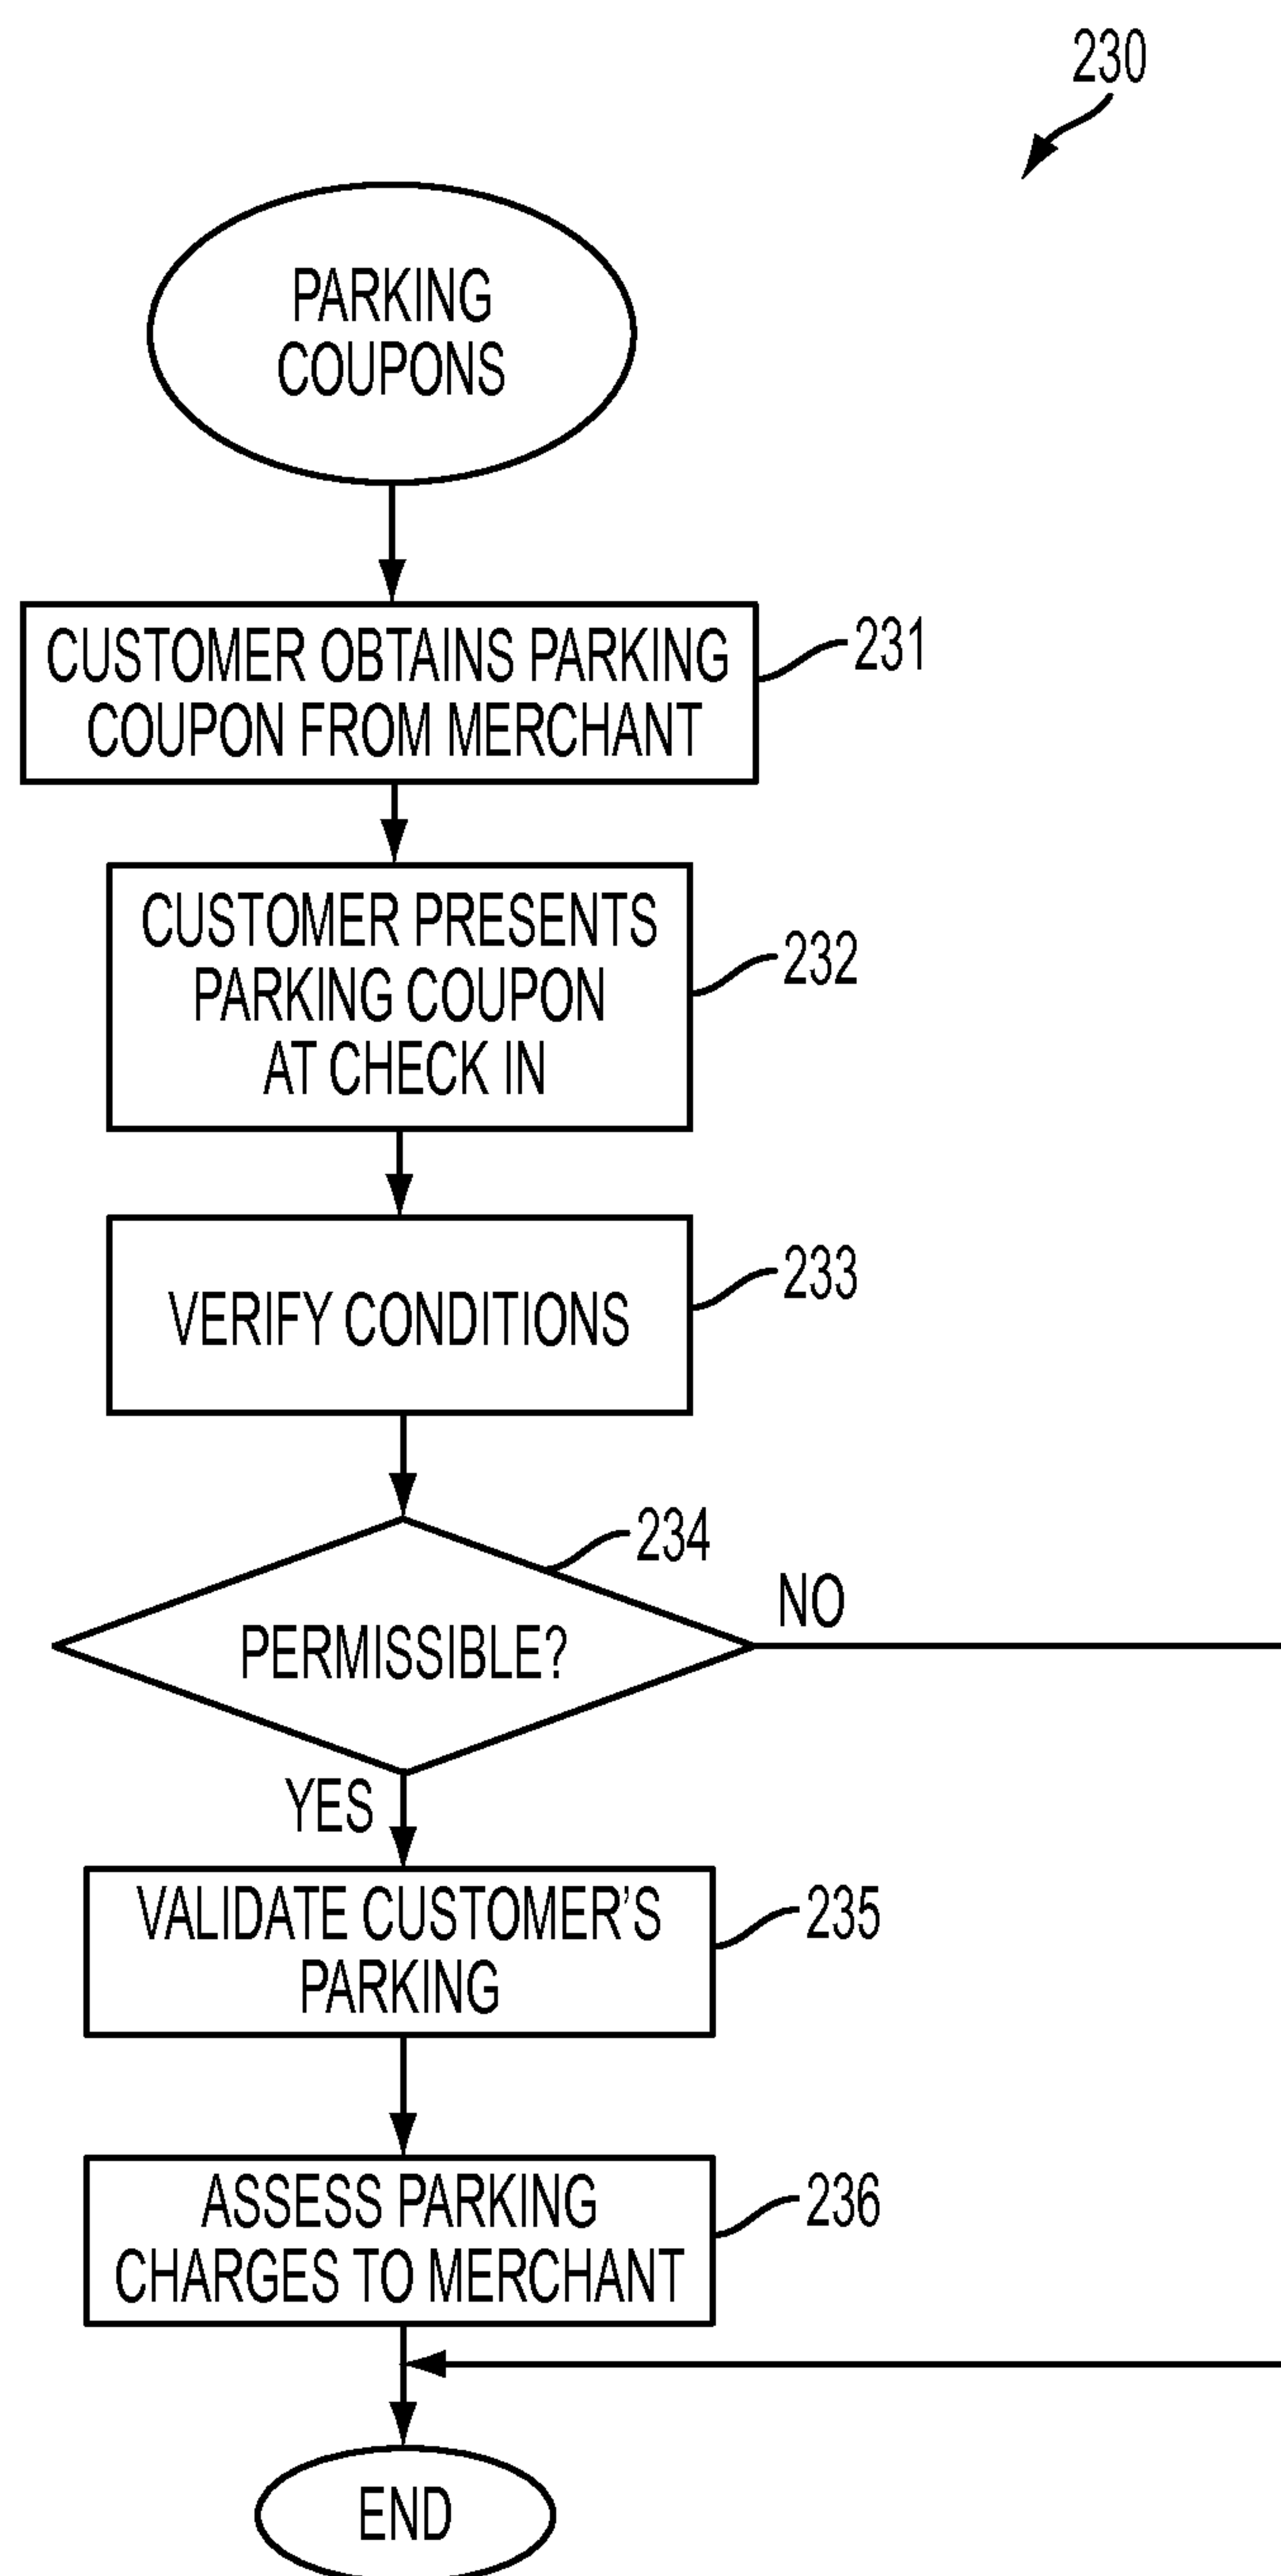 230
PARKING
COUPONS
CUSTOMER OBTAINS PARKING
COUPON FROM MERCHANT
231
CUSTOMER PRESENTS
PARKING COUPON
AT CHECK IN
232
VERIFY CONDITIONS
233
234
PERMISSIBLE?
NO
YES
VALIDATE CUSTOMER'S
PARKING
235
ASSESS PARKING
CHARGES TO MERCHANT
236
END